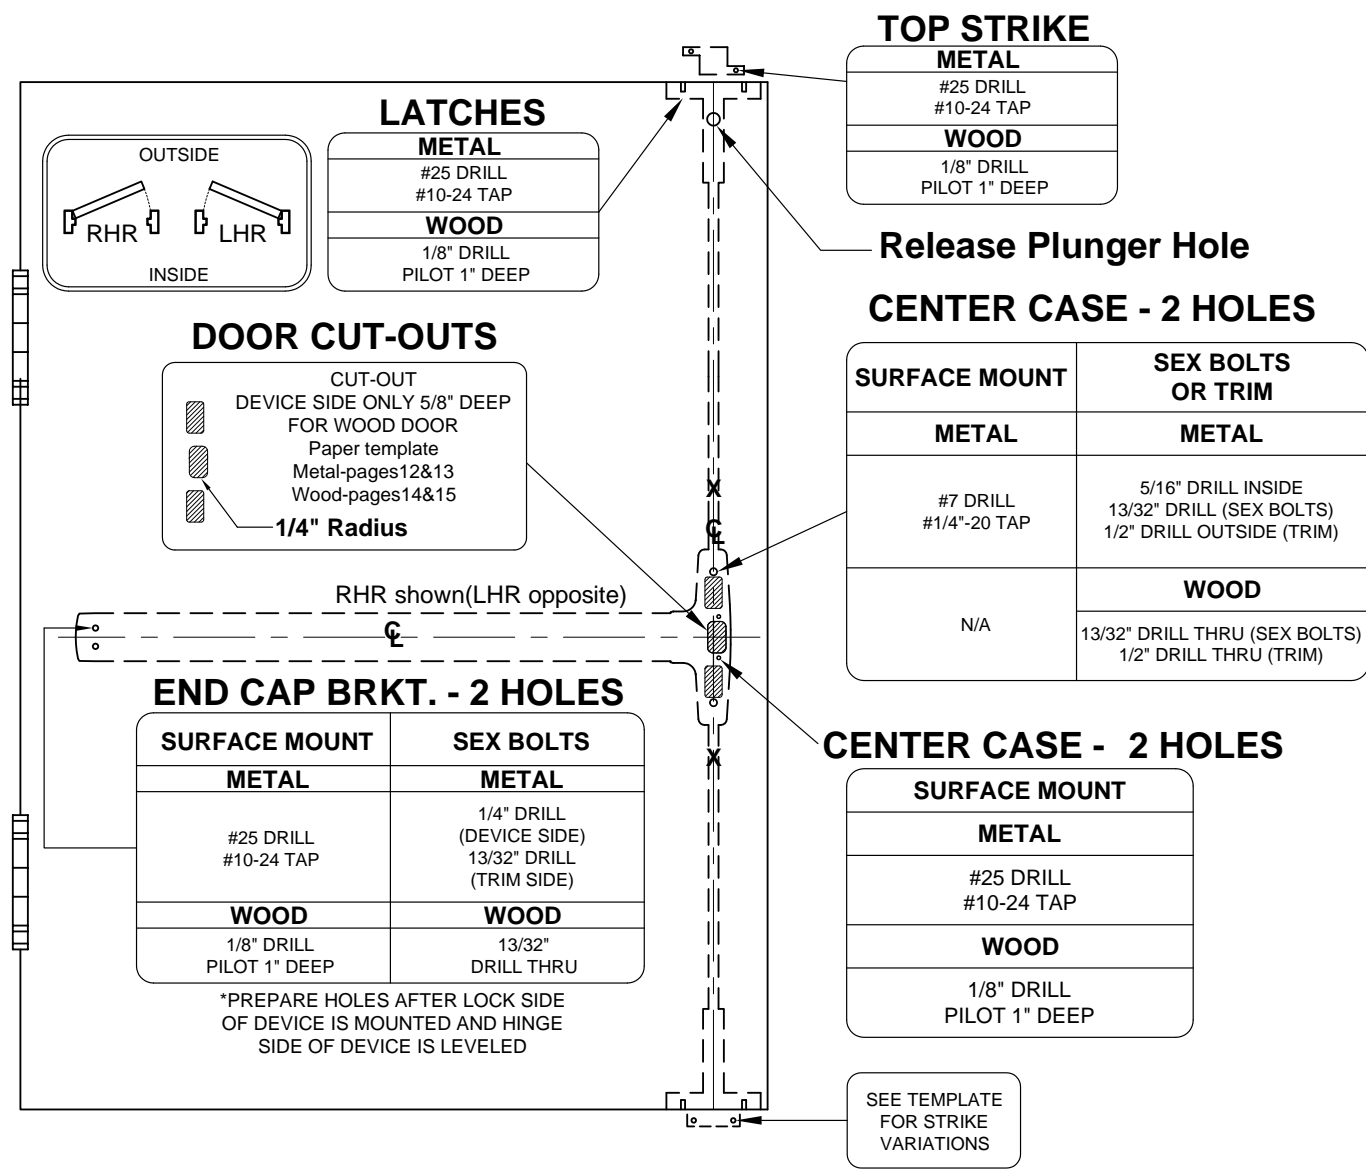 TOP STRIKE
METAL
#25 DRILL
#10-24 TAP
WOOD
1/8" DRILL
PILOT 1" DEEP
LATCHES
METAL
#25 DRILL
#10-24 TAP
WOOD
1/8" DRILL
PILOT 1" DEEP
OUTSIDE
RHR
LHR
INSIDE
Release Plunger Hole
DOOR CUT-OUTS
CUT-OUT
DEVICE SIDE ONLY 5/8" DEEP
FOR WOOD DOOR
Paper template
Metal-pages12&13
Wood-pages14&15
1/4" Radius
CENTER CASE - 2 HOLES
SURFACE MOUNT
SEX BOLTS
OR TRIM
METAL
METAL
#7 DRILL
#1/4"-20 TAP
5/16" DRILL INSIDE
13/32" DRILL (SEX BOLTS)
1/2" DRILL OUTSIDE (TRIM)
N/A
WOOD
13/32" DRILL THRU (SEX BOLTS)
1/2" DRILL THRU (TRIM)
X
℄
RHR shown(LHR opposite)
℄
X
END CAP BRKT. - 2 HOLES
SURFACE MOUNT
SEX BOLTS
METAL
METAL
#25 DRILL
#10-24 TAP
1/4" DRILL
(DEVICE SIDE)
13/32" DRILL
(TRIM SIDE)
WOOD
WOOD
1/8" DRILL
PILOT 1" DEEP
13/32"
DRILL THRU
*PREPARE HOLES AFTER LOCK SIDE
OF DEVICE IS MOUNTED AND HINGE
SIDE OF DEVICE IS LEVELED
CENTER CASE - 2 HOLES
SURFACE MOUNT
METAL
#25 DRILL
#10-24 TAP
WOOD
1/8" DRILL
PILOT 1" DEEP
SEE TEMPLATE
FOR STRIKE
VARIATIONS